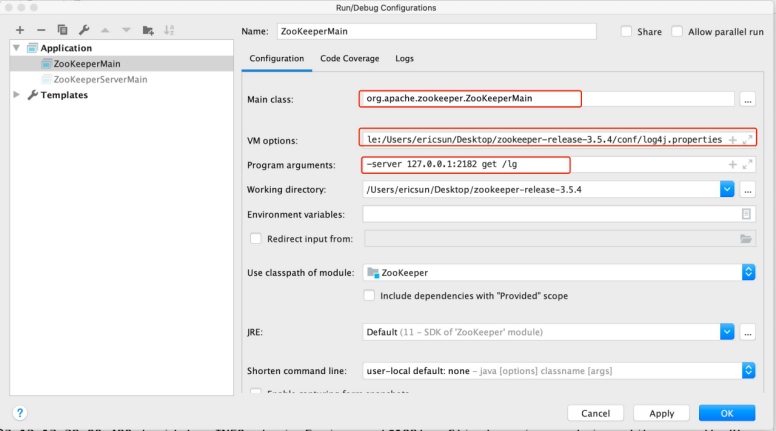 Run/Debug Configurations
Name: ZooKeeperMain
Share
Allow parallel run
Application
ZooKeeperMain
ZooKeeperServerMain
Templates
Configuration Code Coverage Logs
Main class: org.apache.zookeeper.ZooKeeperMain
VM options: le:/Users/ericsun/Desktop/zookeeper-release-3.5.4/conf/log4j.properties
Program arguments: -server 127.0.0.1:2182 get /lg
Working directory: /Users/ericsun/Desktop/zookeeper-release-3.5.4
Environment variables:
Redirect input from:
Use classpath of module: ZooKeeper
Include dependencies with "Provided" scope
JRE: Default (11 – SDK of 'ZooKeeper' module)
Shorten command line: user-local default: none – java [options] classname [args]
Cancel Apply OK